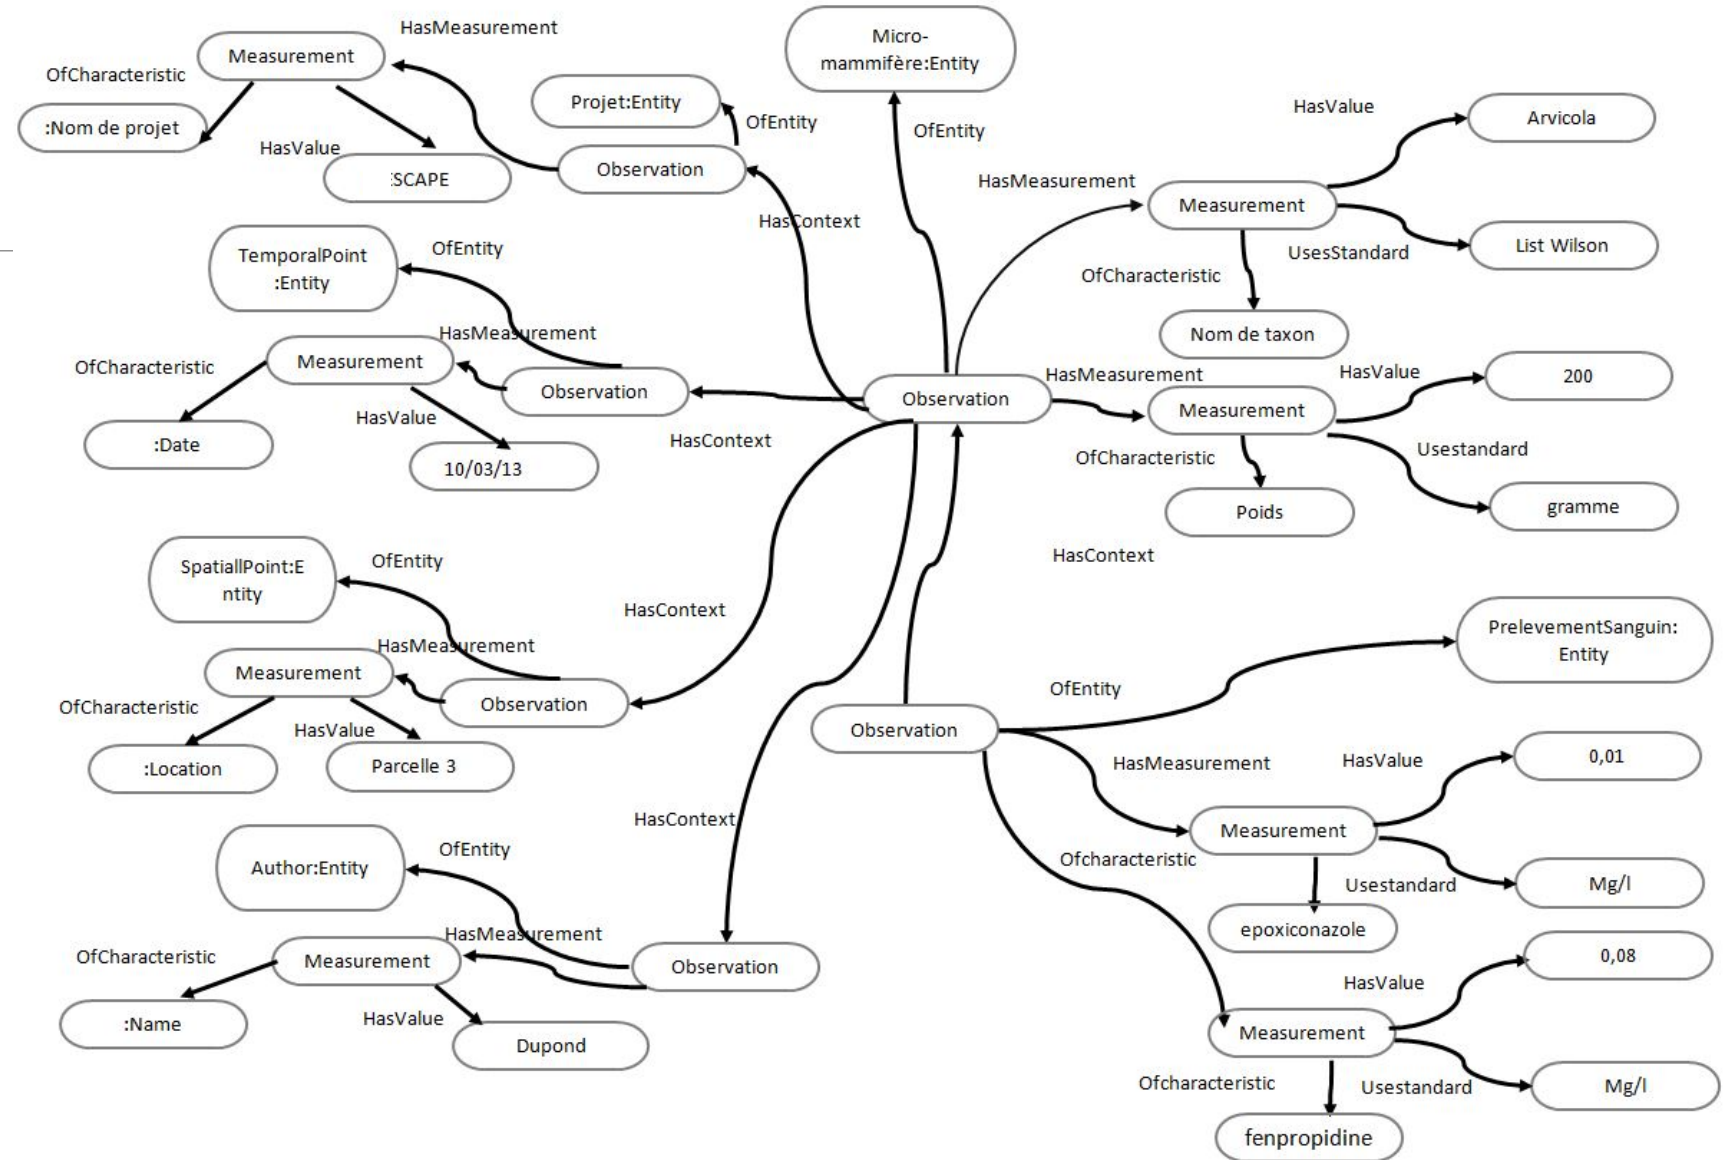 HasMeasurement
Measurement
OfCharacteristic
:Nom de projet
HasValue
SCAPE
Projet:Entity
OfEntity
Observation
HasContext
Micro-
mammifère:Entity
OfEntity
HasMeasurement
HasValue
Arvicola
Measurement
UsesStandard
List Wilson
OfCharacteristic
Nom de taxon
TemporalPoint
:Entity
OfEntity
HasMeasurement
Measurement
OfCharacteristic
Observation
HasValue
:Date
10/03/13
HasContext
Observation
HasMeasurement
HasValue
200
Measurement
OfCharacteristic
Usestandard
Poids
gramme
HasContext
SpatiallPoint:E
ntity
OfEntity
HasContext
HasMeasurement
Measurement
Observation
OfCharacteristic
HasValue
:Location
Parcelle 3
PrelevementSanguin:
Entity
OfEntity
Observation
HasMeasurement
HasValue
0,01
Measurement
Ofcharacteristic
Usestandard
Mg/l
epoxiconazole
HasContext
Author:Entity
OfEntity
HasMeasurement
OfCharacteristic
Measurement
Observation
:Name
HasValue
Dupond
0,08
HasValue
Measurement
Ofcharacteristic
Usestandard
Mg/l
fenpropidine